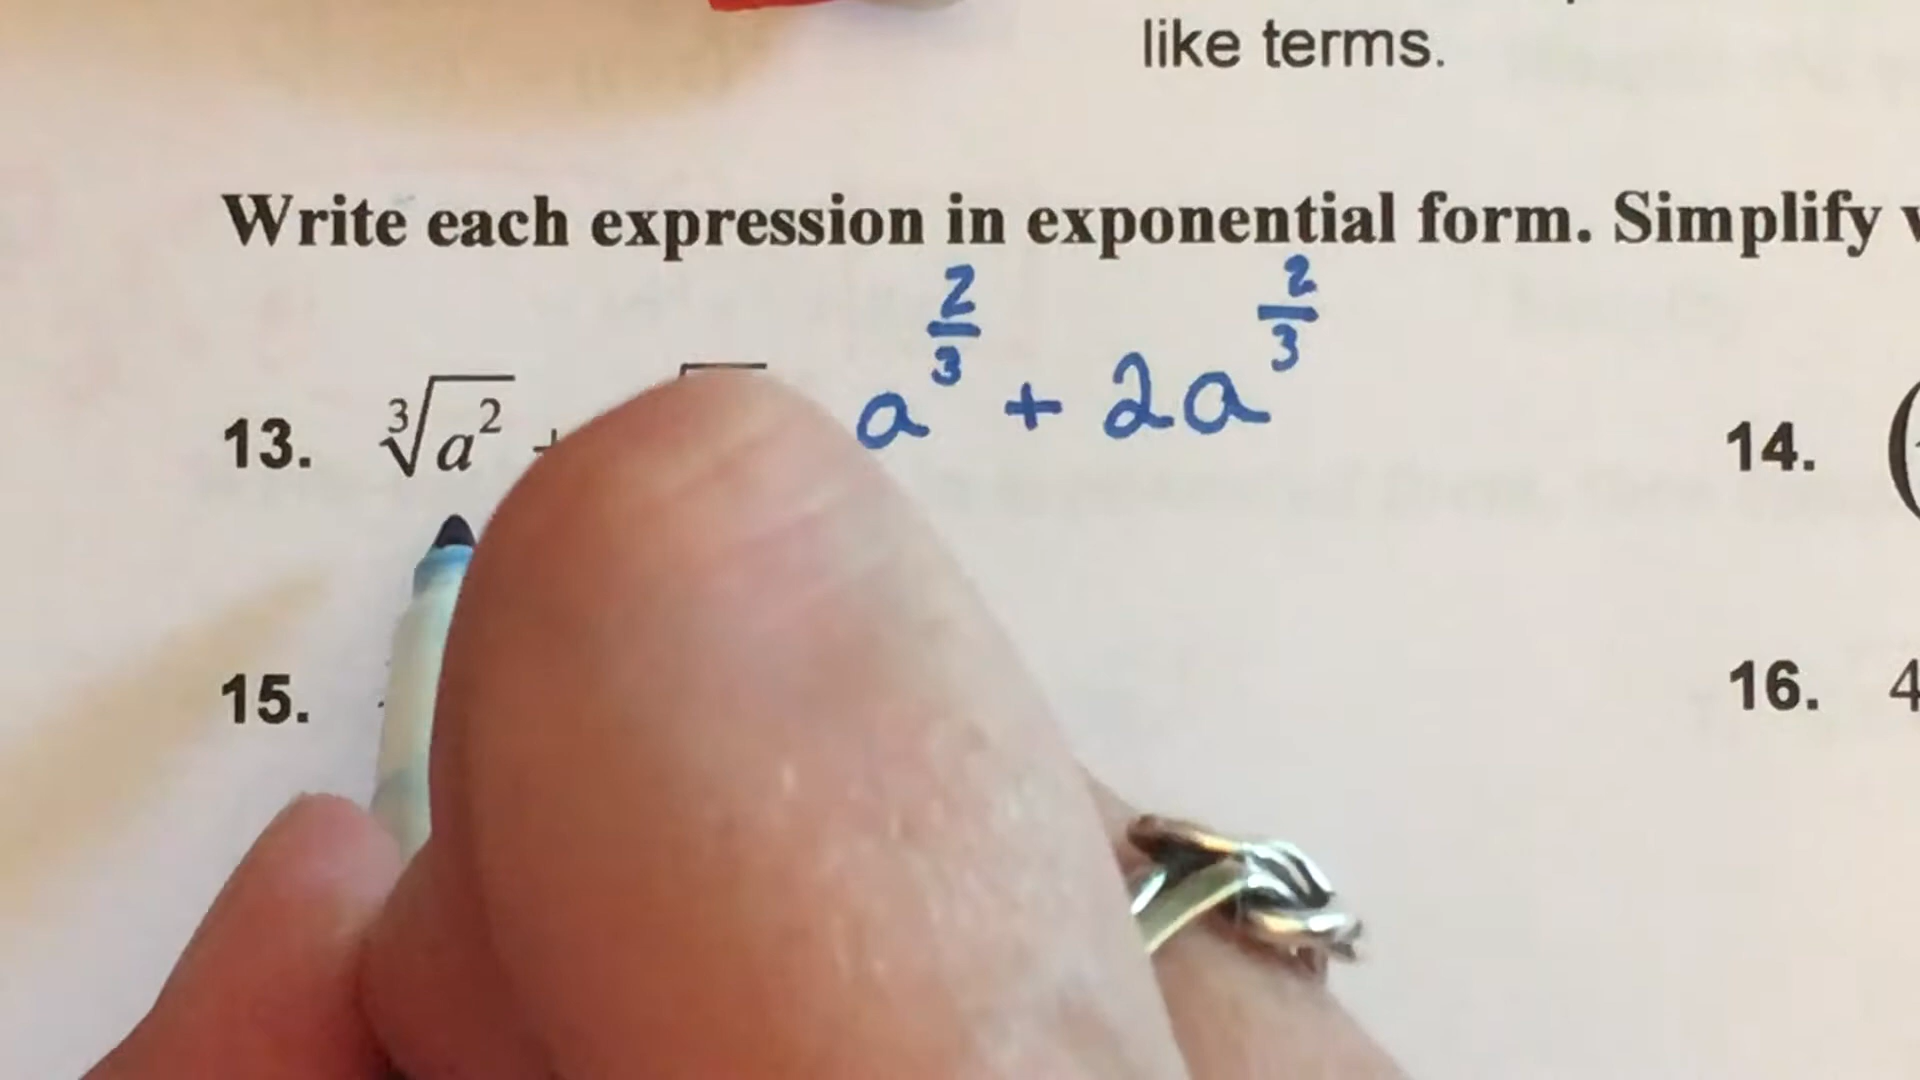 like terms.
Write each expression in exponential form. Simplify
13. ∛a² + a^(2/3) + 2a^(2/3)
14. (
15.
16. 4